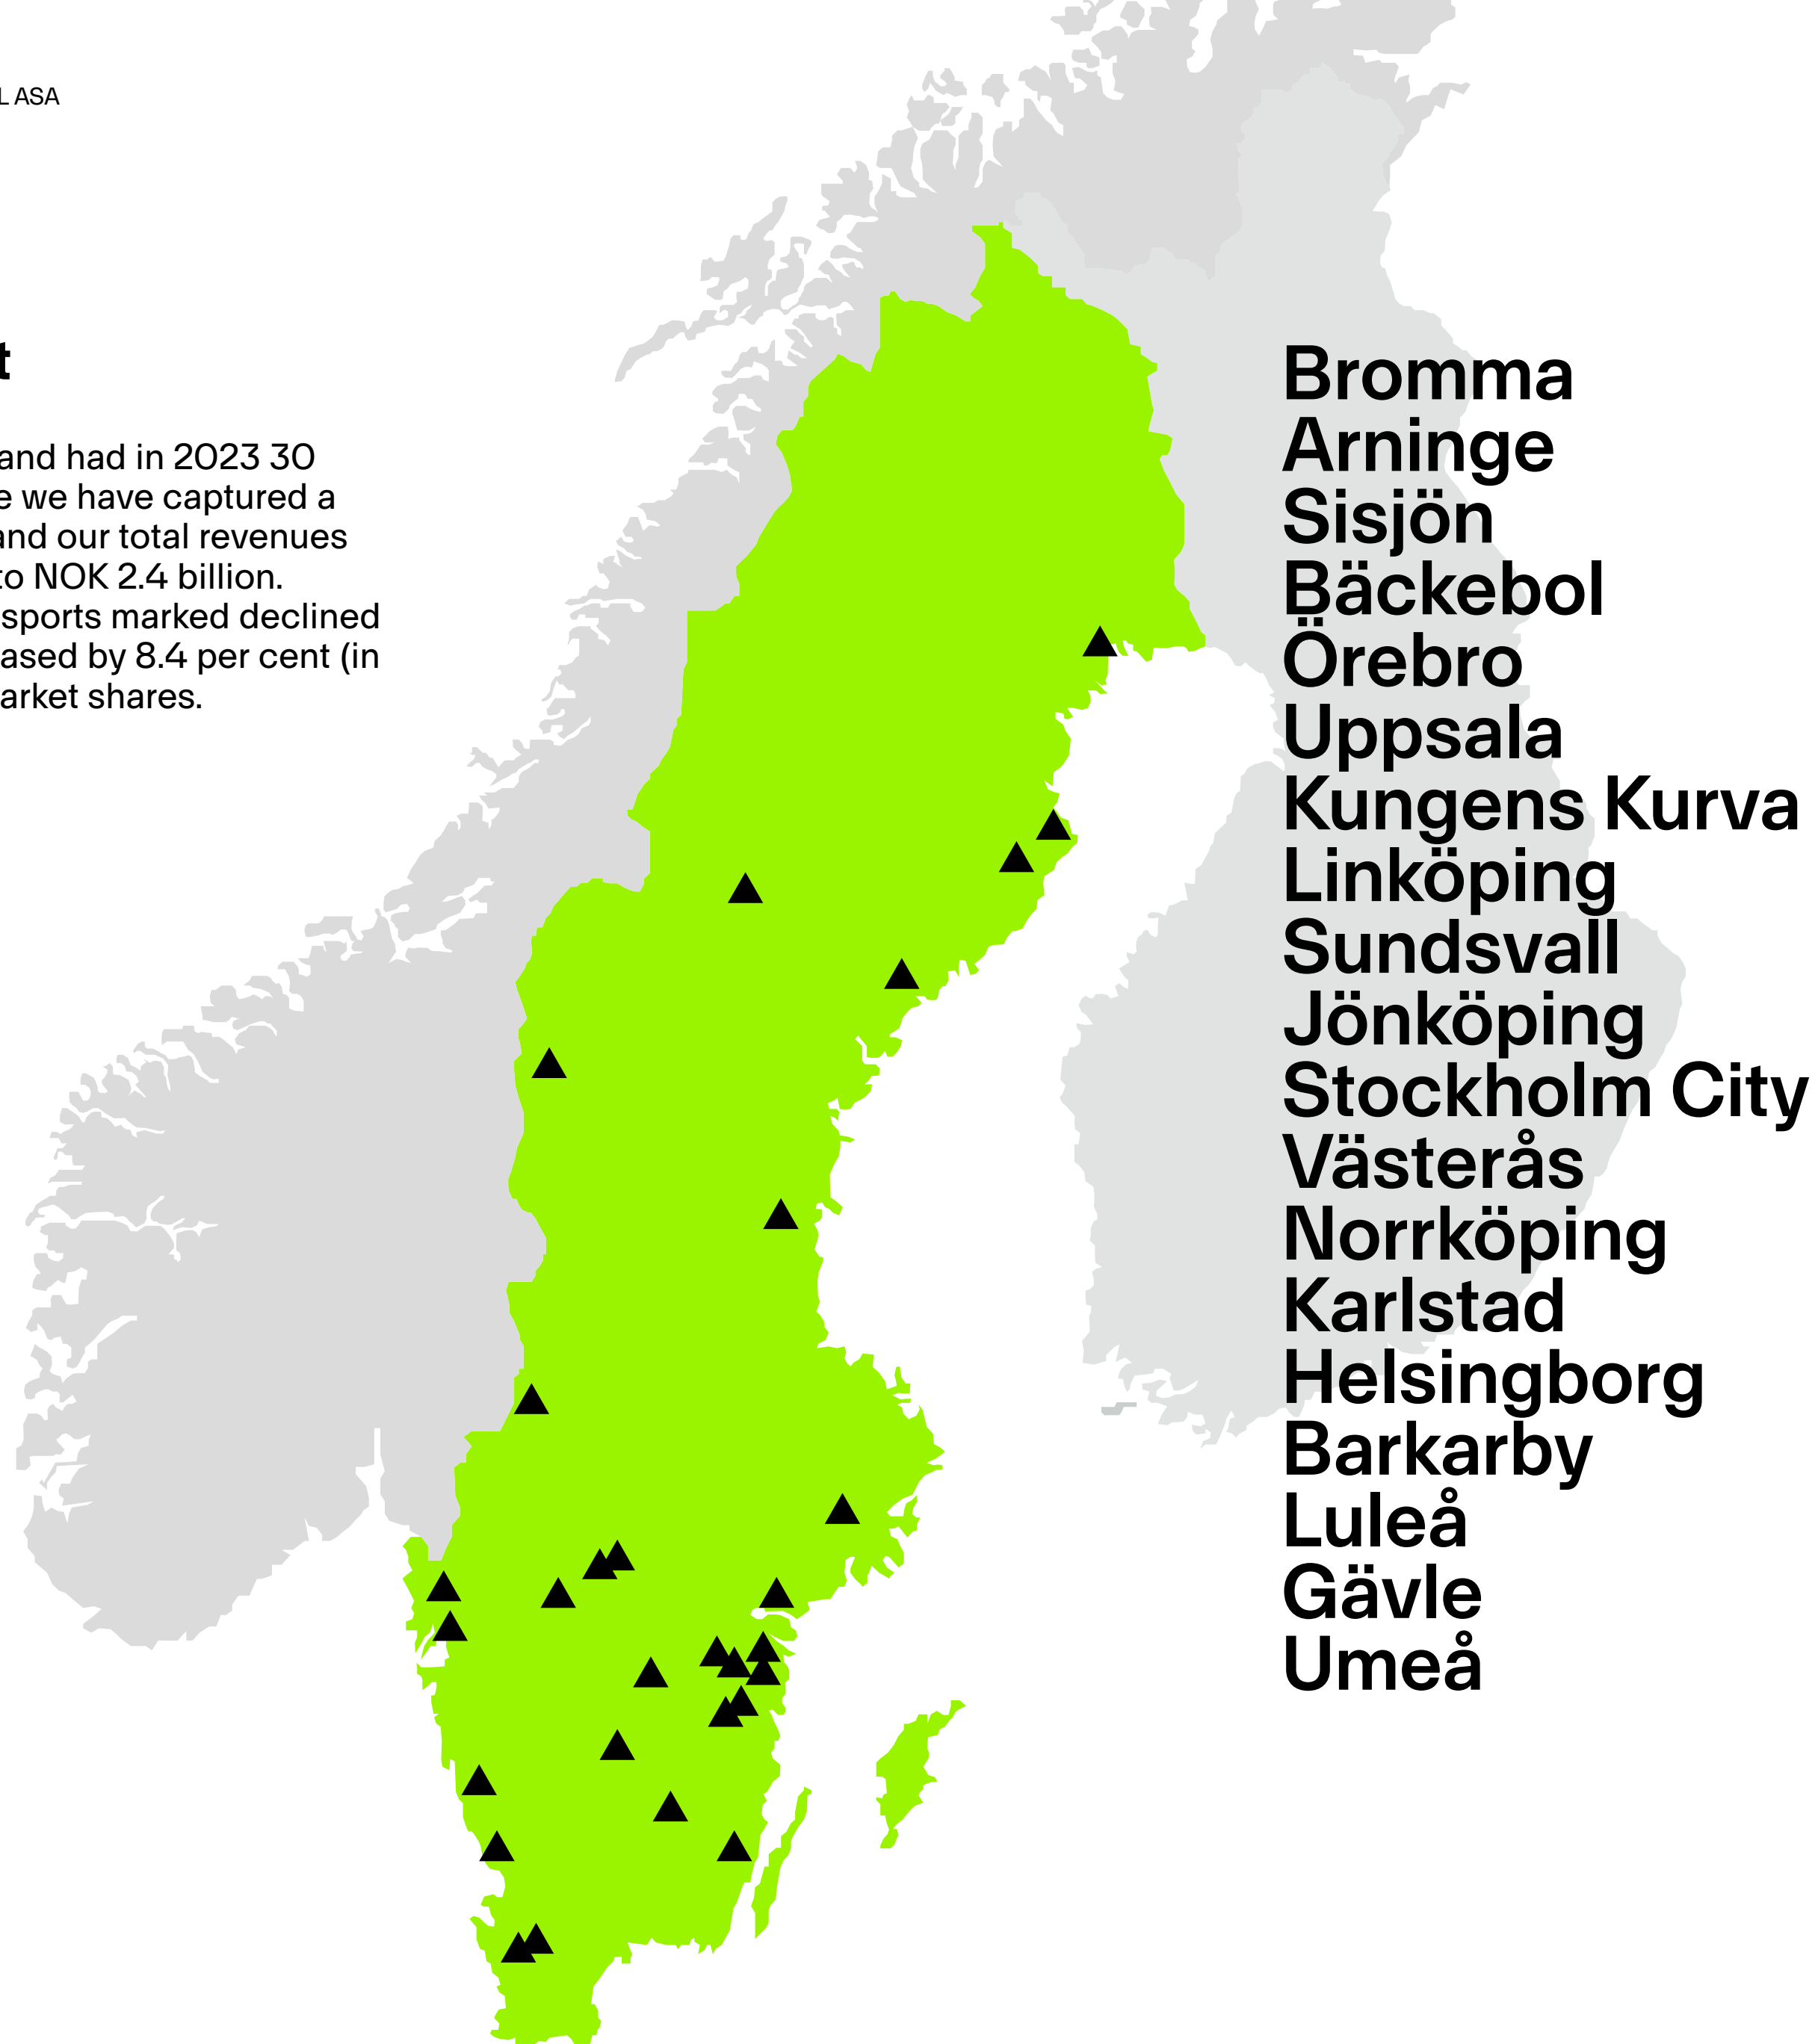 L ASA
t
and had in 2023 30
e we have captured a
and our total revenues
to NOK 2.4 billion.
sports marked declined
ased by 8.4 per cent (in
arket shares.
Bromma
Arninge
Sisjön
Bäckebol
Örebro
Uppsala
Kungens Kurva
Linköping
Sundsvall
Jönköping
Stockholm City
Västerås
Norrköping
Karlstad
Helsingborg
Barkarby
Luleå
Gävle
Umeå